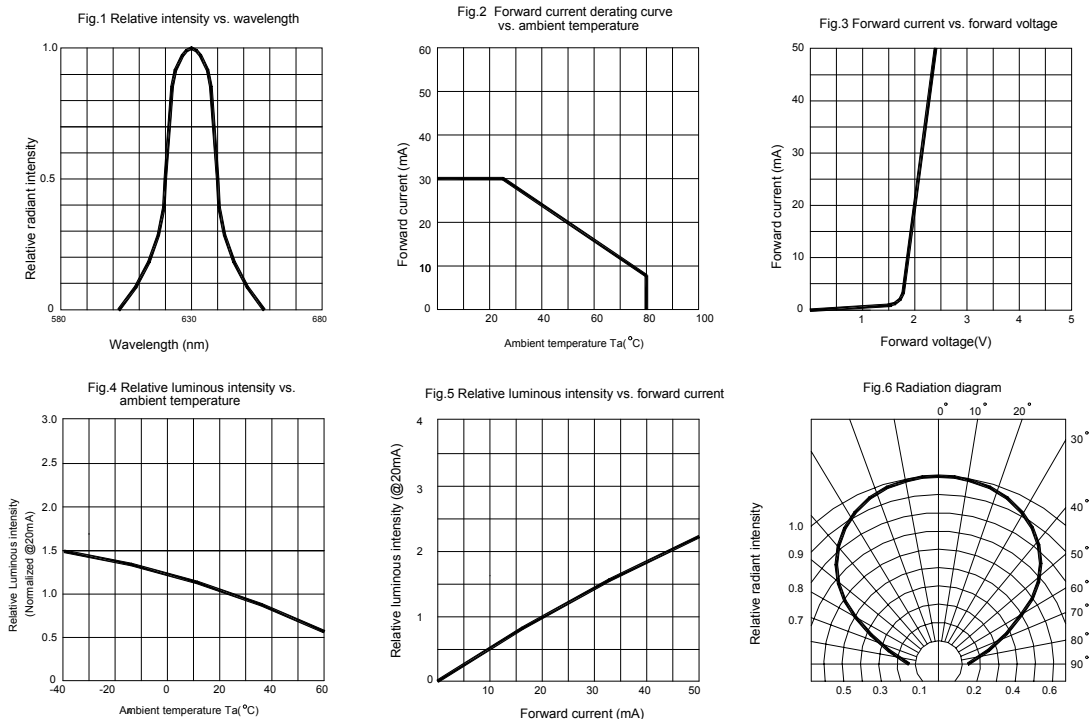 Fig.1 Relative intensity vs. wavelength
1.0
0.5
0
580
630
680
Relative radiant intensity
Wavelength (nm)
Fig.2 Forward current derating curve
vs. ambient temperature
60
50
40
30
20
10
0
20
40
60
80
100
Forward current (mA)
Ambient temperature Ta(°C)
Fig.3 Forward current vs. forward voltage
50
40
30
20
10
0
1
2
3
4
5
Forward current (mA)
Forward voltage(V)
Fig.4 Relative luminous intensity vs.
ambient temperature
3.0
2.5
2.0
1.5
1.0
0.5
0
-40
-20
0
20
40
60
Relative Luminous intensity
(Normalized @20mA)
Ambient temperature Ta(°C)
Fig.5 Relative luminous intensity vs. forward current
4
3
2
1
0
10
20
30
40
50
Relative luminous intensity (@20mA)
Forward current (mA)
Fig.6 Radiation diagram
0° 10° 20°
30°
40°
50°
60°
70°
80°
90°
1.0
0.9
0.8
0.7
0.5 0.3 0.1 0.2 0.4 0.6
Relative radiant intensity